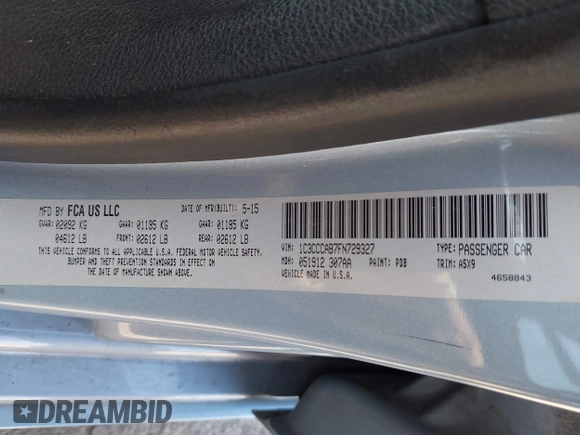 MFD BY FCA US LLC
DATE OF MFR(BUILT): 5-15
GVWR: 02092 KG GAWR: 01185 KG GAWR: 01185 KG
04612 LB FRONT: 02612 LB REAR: 02612 LB
THIS VEHICLE CONFORMS TO ALL APPLICABLE U.S.A. FEDERAL MOTOR VEHICLE SAFETY,
BUMPER AND THEFT PREVENTION STANDARDS IN EFFECT
ON THE DATE OF MANUFACTURE SHOWN ABOVE.
VIN: 1C3CCCAB7FN729327 TYPE: PASSENGER CAR
MDH: 051912 307AA PAINT: PDB TRIM: A5X9
VEHICLE MADE IN U.S.A. 4658843
DREAMBID